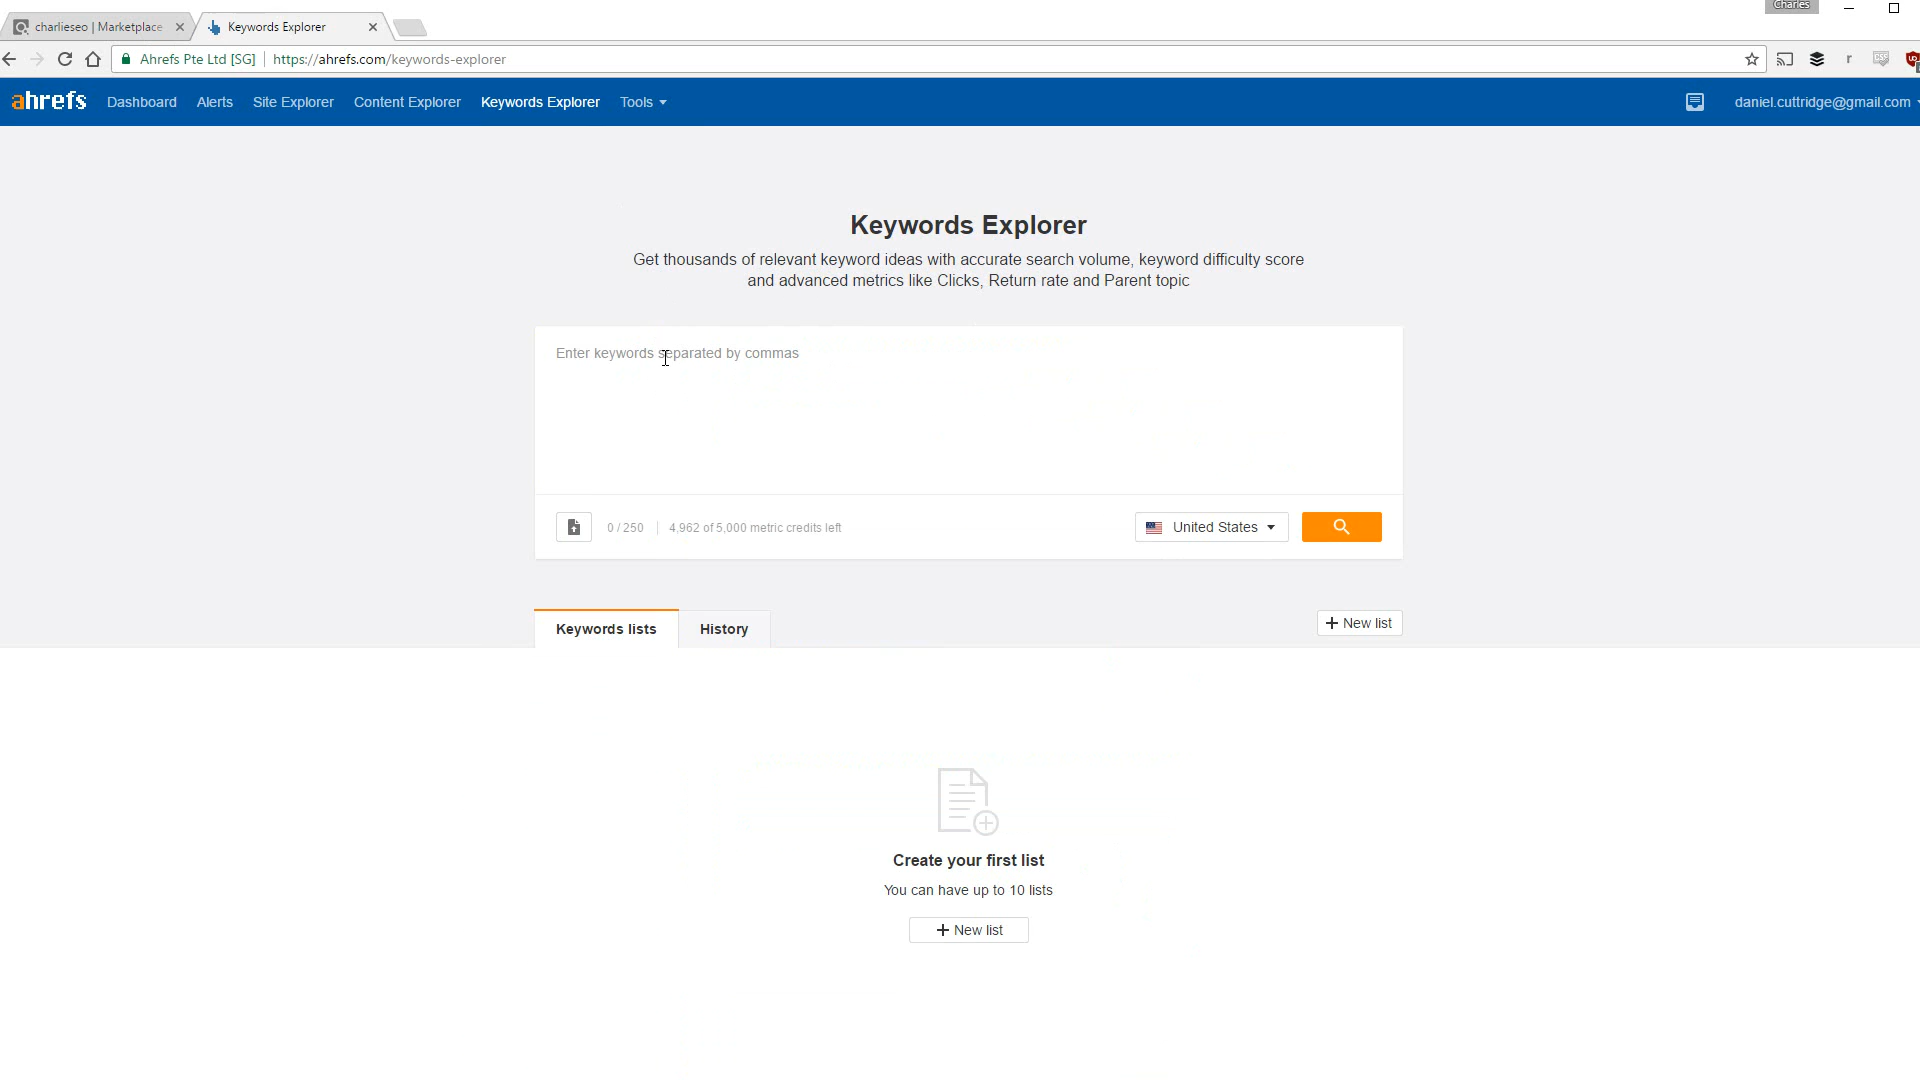 Charles
charlieseo | Marketplace
Keywords Explorer
Ahrefs Pte Ltd [SG]
https://ahrefs.com/keywords-explorer
r
ahrefs
Dashboard
Alerts
Site Explorer
Content Explorer
Keywords Explorer
Tools
daniel.cuttridge@gmail.com
Keywords Explorer
Get thousands of relevant keyword ideas with accurate search volume, keyword difficulty score
and advanced metrics like Clicks, Return rate and Parent topic
Enter keywords separated by commas
0 / 250
4,962 of 5,000 metric credits left
United States
Keywords lists
History
+ New list
Create your first list
You can have up to 10 lists
+ New list